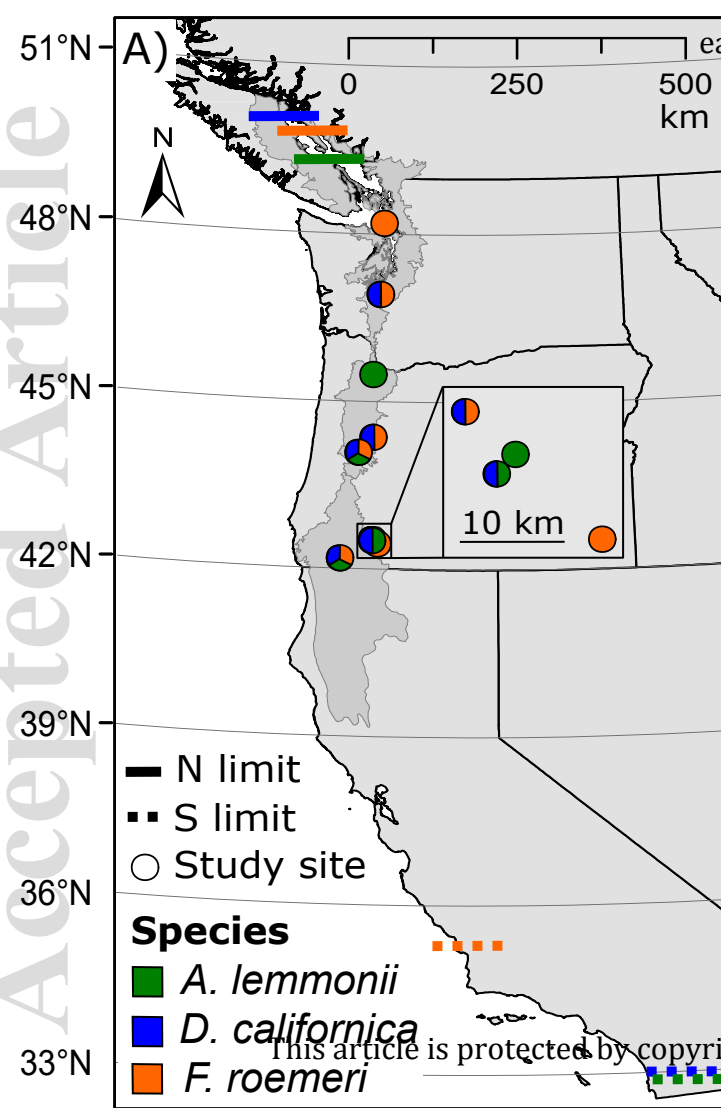 Accepted Article
A)
51°N
48°N
45°N
42°N
39°N
36°N
33°N
N
0 250 500
km
ea
10 km
N limit
S limit
Study site
Species
A. lemmonii
D. californica
F. roemeri
This article is protected by copyri